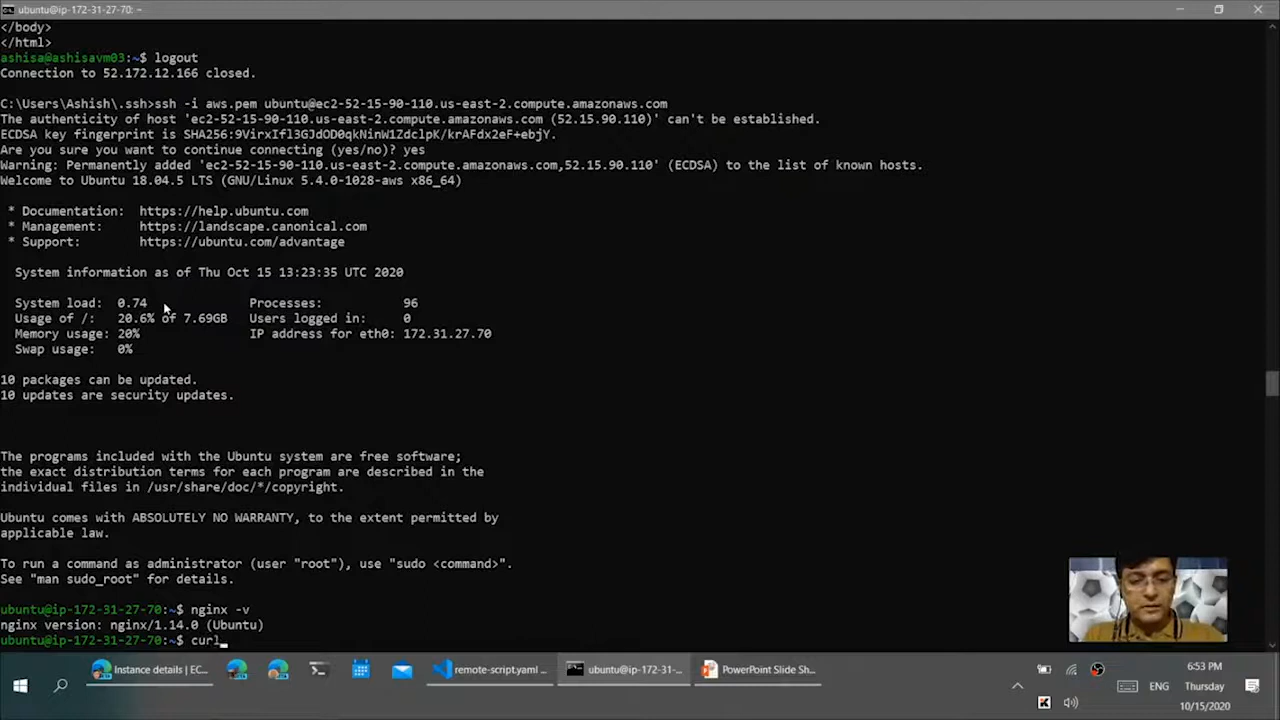 ubuntu@ip-172-31-27-70: ~
</body>
</html>
ashisa@ashisavm03:~$ logout
Connection to 52.172.12.166 closed.
C:\Users\Ashish\.ssh>ssh -i aws.pem ubuntu@ec2-52-15-90-110.us-east-2.compute.amazonaws.com
The authenticity of host 'ec2-52-15-90-110.us-east-2.compute.amazonaws.com (52.15.90.110)' can't be established.
ECDSA key fingerprint is SHA256:9VirxIfl3GJdOD0qkNinW1ZdclpK/krAFdx2eF+ebjY.
Are you sure you want to continue connecting (yes/no)? yes
Warning: Permanently added 'ec2-52-15-90-110.us-east-2.compute.amazonaws.com,52.15.90.110' (ECDSA) to the list of known hosts.
Welcome to Ubuntu 18.04.5 LTS (GNU/Linux 5.4.0-1028-aws x86_64)
* Documentation: https://help.ubuntu.com
* Management: https://landscape.canonical.com
* Support: https://ubuntu.com/advantage
System information as of Thu Oct 15 13:23:35 UTC 2020
System load: 0.74 Processes: 96
Usage of /: 20.6% of 7.69GB Users logged in: 0
Memory usage: 20% IP address for eth0: 172.31.27.70
Swap usage: 0%
10 packages can be updated.
10 updates are security updates.
The programs included with the Ubuntu system are free software;
the exact distribution terms for each program are described in the
individual files in /usr/share/doc/*/copyright.
Ubuntu comes with ABSOLUTELY NO WARRANTY, to the extent permitted by
applicable law.
To run a command as administrator (user "root"), use "sudo <command>".
See "man sudo_root" for details.
ubuntu@ip-172-31-27-70:~$ nginx -v
nginx version: nginx/1.14.0 (Ubuntu)
ubuntu@ip-172-31-27-70:~$ curl
Instance details | EC... remote-script.yaml ... ubuntu@ip-172-31-... PowerPoint Slide Sh... ENG
6:53 PM
Thursday
10/15/2020